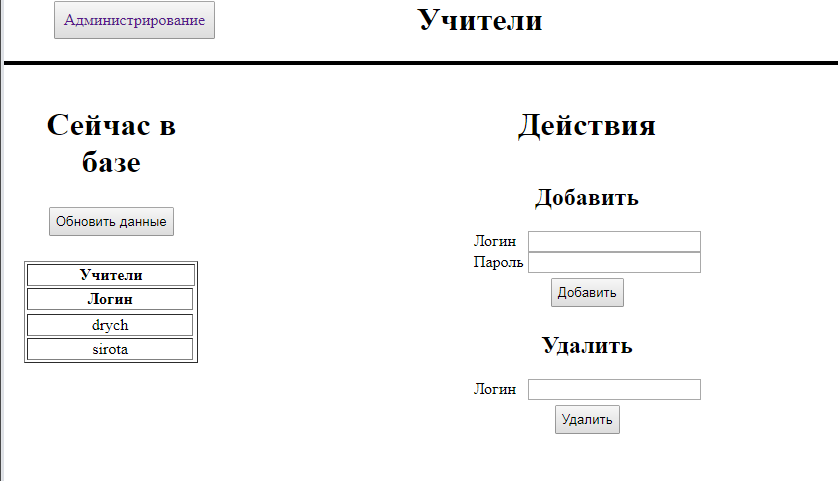 Администрирование
Учители
Сейчас в
базе
Обновить данные
Учители
Логин
drych
sirota
Действия
Добавить
Логин
Пароль
Добавить
Удалить
Логин
Удалить